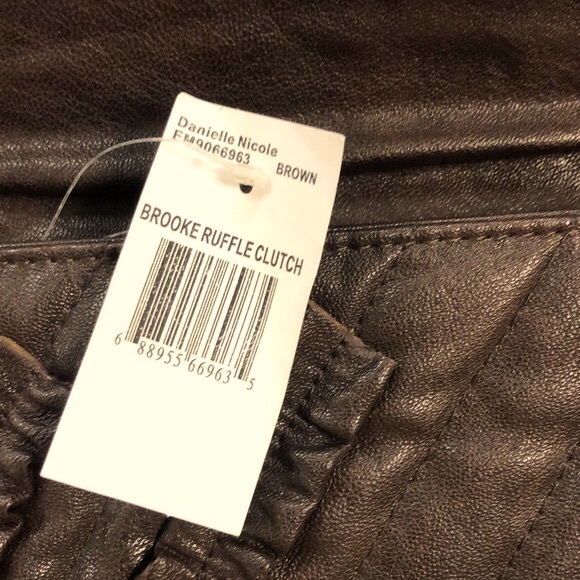 Danielle Nicole
EM9066963 BROWN
BROOKE RUFFLE CLUTCH
6 88955 66963 5